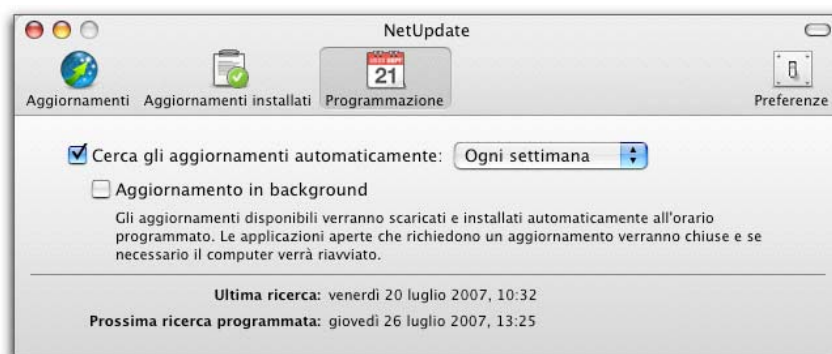 NetUpdate
Aggiornamenti Aggiornamenti installati Programmazione Preferenze
21
Cerca gli aggiornamenti automaticamente: Ogni settimana
Aggiornamento in background
Gli aggiornamenti disponibili verranno scaricati e installati automaticamente all'orario
programmato. Le applicazioni aperte che richiedono un aggiornamento verranno chiuse e se
necessario il computer verrà riavviato.
Ultima ricerca: venerdì 20 luglio 2007, 10:32
Prossima ricerca programmata: giovedì 26 luglio 2007, 13:25